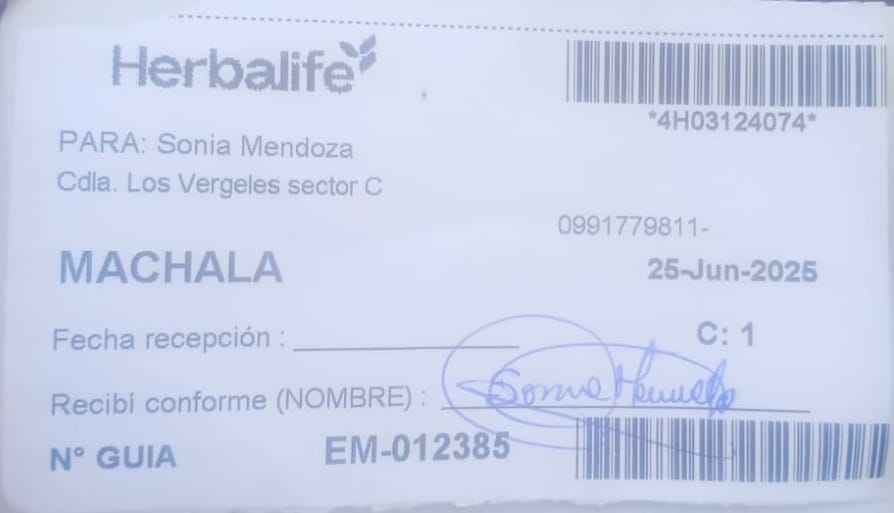 Herbalife
*4H03124074*
PARA: Sonia Mendoza
Cdla. Los Vergeles sector C
0991779811-
MACHALA
25-Jun-2025
Fecha recepción :
C: 1
Recibí conforme (NOMBRE) : Sonia
N° GUIA EM-012385